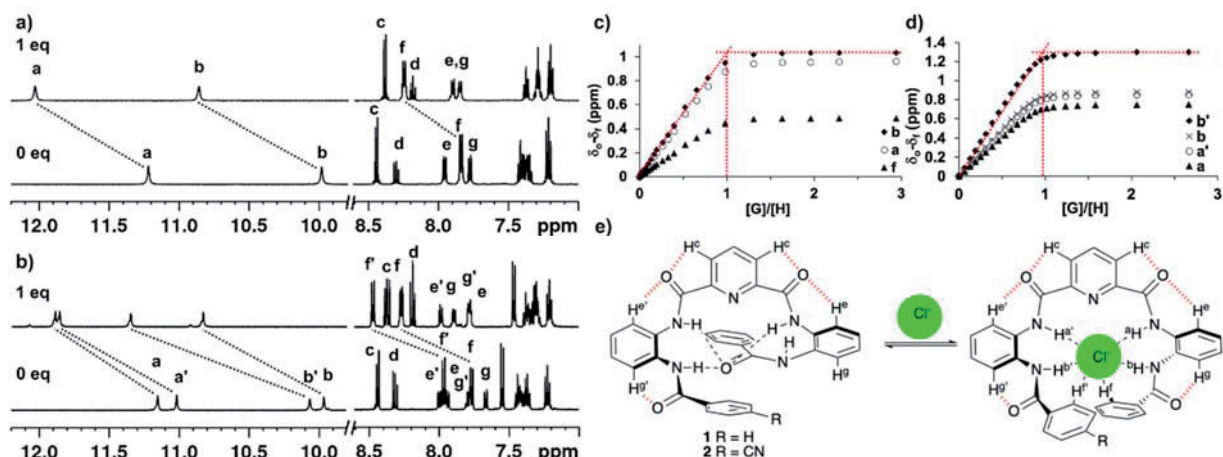 a)
1 eq
a
b
c
f
d
e,g
0 eq
a
b
c
d
e
f
g
12.0 11.5 11.0 10.5 10.0 8.5 8.0 7.5 ppm
b)
1 eq
f' c f d
e' g g' e
0 eq
a a' b' b
c d e' f' e g' f g
12.0 11.5 11.0 10.5 10.0 8.5 8.0 7.5 ppm
c)
δo-δf (ppm)
1
0.8
0.6
0.4
0.2
0
0 1 2 3
[G]/[H]
b
a
f
d)
δo-δf (ppm)
1.4
1.2
1
0.8
0.6
0.4
0.2
0
0 1 2 3
[G]/[H]
b'
b
a'
a
e)
Hᶜ Hᶜ
O N O
Hᵉ' Hᵉ
N-H H-N
H
N-H O N
Hᵍ' Hᵍ
O
R
1 R = H
2 R = CN
Cl⁻
Hᶜ Hᶜ
O N O
Hᵉ' Hᵉ
N-Hᵃ' ᵃH-N
Cl⁻
N-Hᵇ' ᵇH-N
Hᵍ' Hᶠ' Hᶠ Hᵍ
O O
R